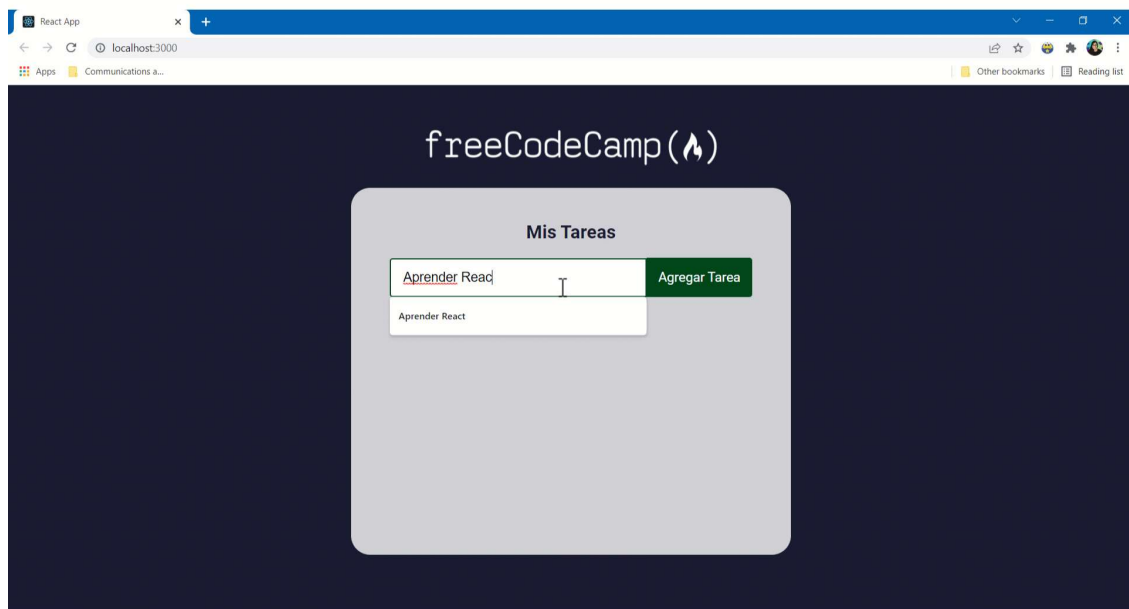 React App
localhost:3000
Apps Communications a... Other bookmarks Reading list
freeCodeCamp(🔥)
Mis Tareas
Aprender Reac Agregar Tarea
Aprender React